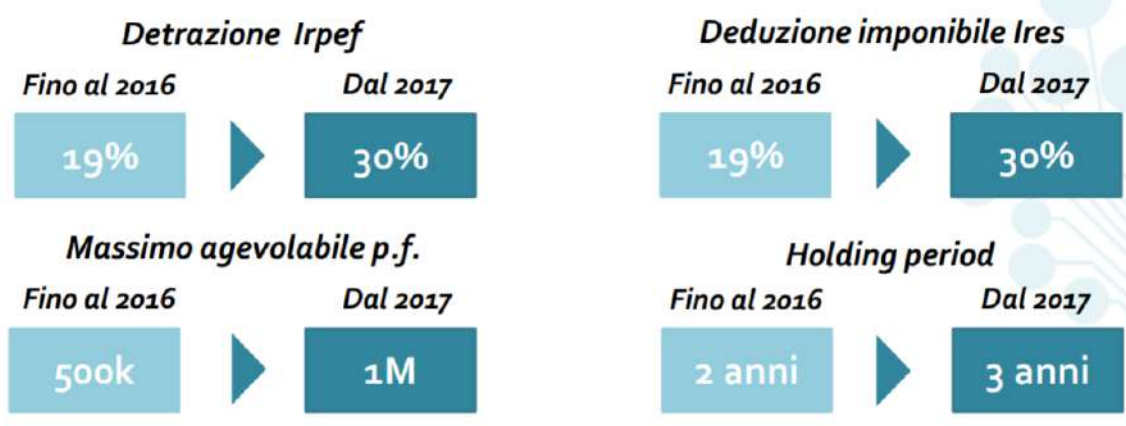 Detrazione Irpef
Fino al 2016 Dal 2017
19% 30%
Deduzione imponibile Ires
Fino al 2016 Dal 2017
19% 30%
Massimo agevolabile p.f.
Fino al 2016 Dal 2017
500k 1M
Holding period
Fino al 2016 Dal 2017
2 anni 3 anni